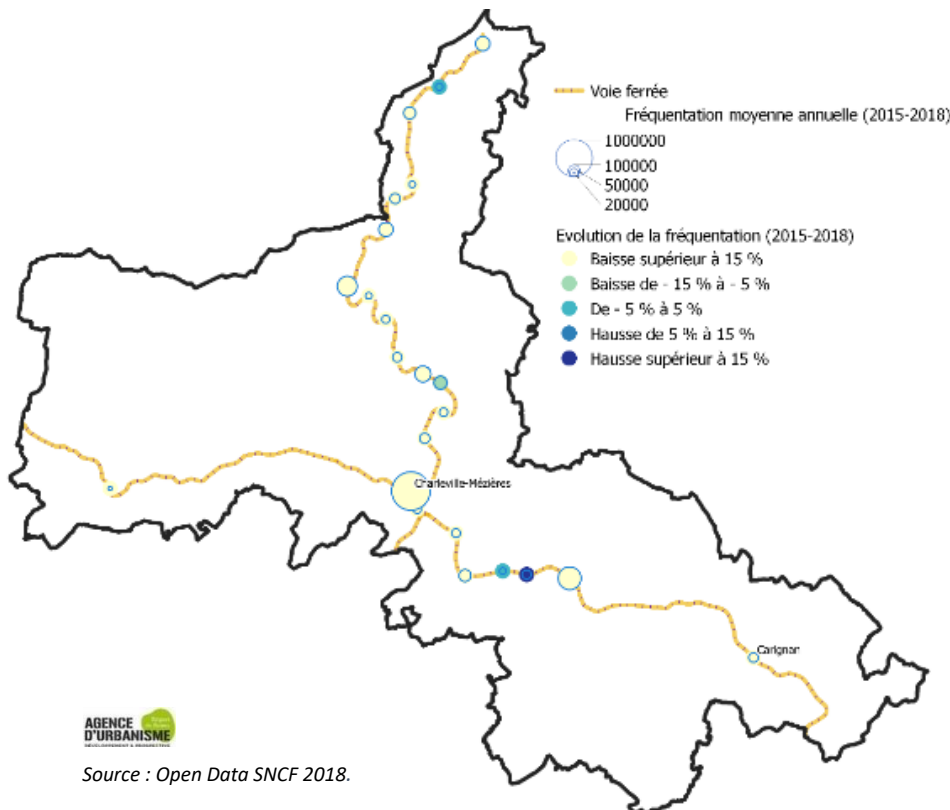 Voie ferrée
Fréquentation moyenne annuelle (2015-2018)
1000000
100000
50000
20000
Evolution de la fréquentation (2015-2018)
Baisse supérieur à 15 %
Baisse de - 15 % à - 5 %
De - 5 % à 5 %
Hausse de 5 % à 15 %
Hausse supérieur à 15 %
Charleville-Mézières
Carignan
AGENCE
D'URBANISME
DÉVELOPPEMENT & PROSPECTIVE
Source : Open Data SNCF 2018.